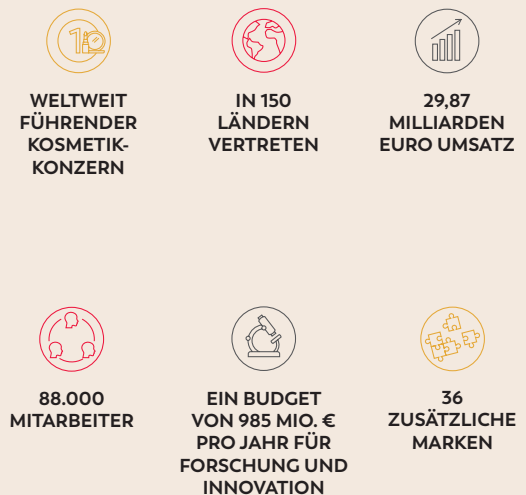 1
WELTWEIT
FÜHRENDER
KOSMETIK-
KONZERN
IN 150
LÄNDERN
VERTRETEN
29,87
MILLIARDEN
EURO UMSATZ
88.000
MITARBEITER
EIN BUDGET
VON 985 MIO. €
PRO JAHR FÜR
FORSCHUNG UND
INNOVATION
36
ZUSÄTZLICHE
MARKEN